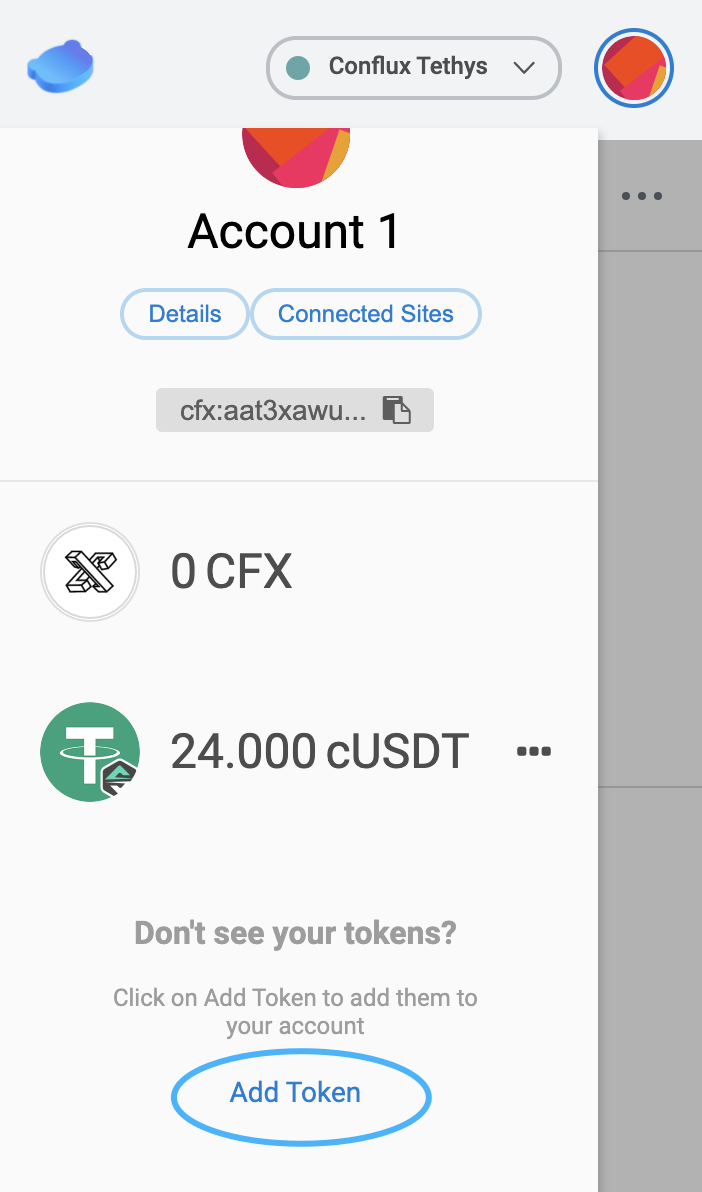 Conflux Tethys
Account 1
Details
Connected Sites
cfx:aat3xawu...
0 CFX
24.000 cUSDT
Don't see your tokens?
Click on Add Token to add them to
your account
Add Token